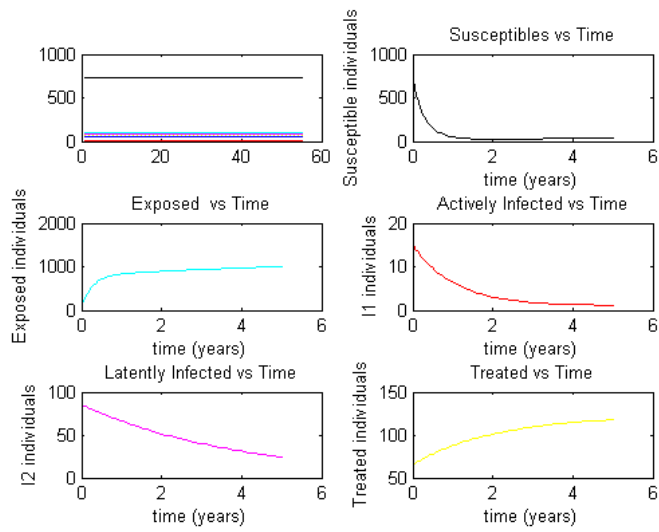 1000
500
0
0
20
40
60
Susceptibles vs Time
Susceptible individuals
1000
500
0
0
2
4
6
time (years)
Exposed vs Time
Exposed individuals
2000
1000
0
0
2
4
6
time (years)
Actively Infected vs Time
I1 individuals
20
10
0
0
2
4
6
time (years)
Latently Infected vs Time
I2 individuals
100
50
0
0
2
4
6
time (years)
Treated vs Time
Treated individuals
150
100
50
0
2
4
6
time (years)